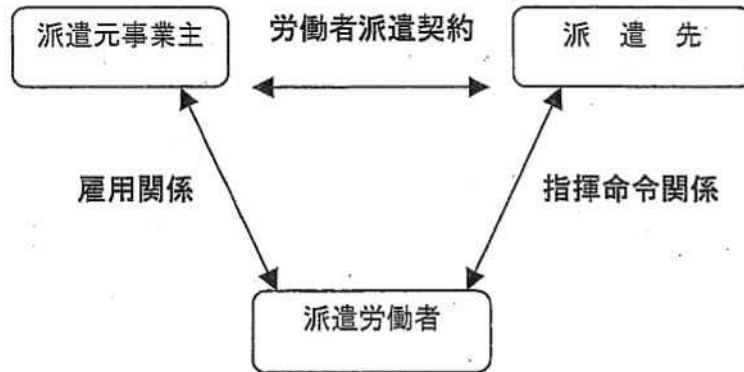 派遣元事業主
労働者派遣契約
派 遣 先
雇用関係
指揮命令関係
派遣労働者